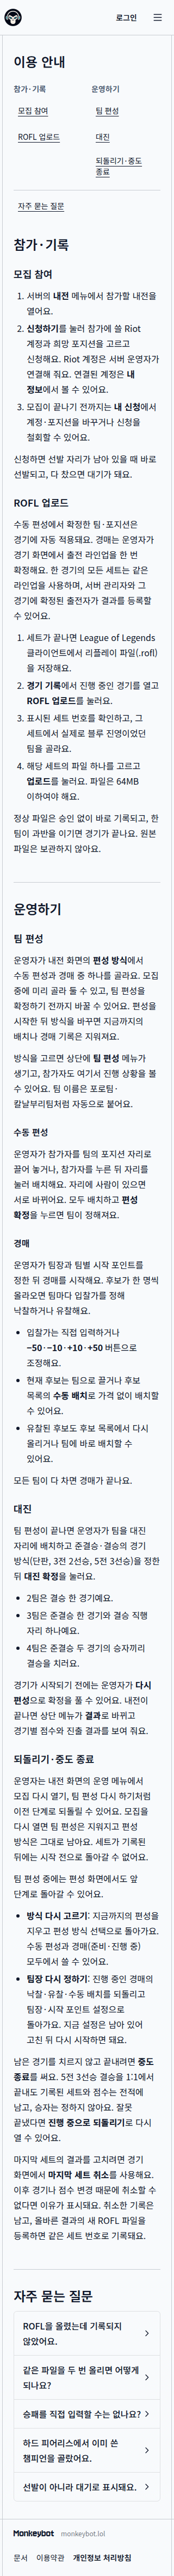 로그인
이용 안내
참가·기록
운영하기
모집 참여
팀 편성
ROFL 업로드
대진
되돌리기·중도
종료
자주 묻는 질문
참가·기록
모집 참여
1. 서버의 내전 메뉴에서 참가할 내전을
열어요.
2. 신청하기를 눌러 참가에 쓸 Riot
계정과 희망 포지션을 고르고
신청해요. Riot 계정은 서버 운영자가
연결해 줘요. 연결된 계정은 내
정보에서 볼 수 있어요.
3. 모집이 끝나기 전까지는 내 신청에서
계정·포지션을 바꾸거나 신청을
철회할 수 있어요.
신청하면 선발 자리가 남아 있을 때 바로
선발되고, 다 찼으면 대기가 돼요.
ROFL 업로드
수동 편성에서 확정한 팀·포지션은
경기에 자동 적용돼요. 경매는 운영자가
경기 화면에서 출전 라인업을 한 번
확정해요. 한 경기의 모든 세트는 같은
라인업을 사용하며, 서버 관리자와 그
경기에 확정된 출전자가 결과를 등록할
수 있어요.
1. 세트가 끝나면 League of Legends
클라이언트에서 리플레이 파일(.rofl)
을 저장해요.
2. 경기 기록에서 진행 중인 경기를 열고
ROFL 업로드를 눌러요.
3. 표시된 세트 번호를 확인하고, 그
세트에서 실제로 블루 진영이었던
팀을 골라요.
4. 해당 세트의 파일 하나를 고르고
업로드를 눌러요. 파일은 64MB
이하여야 해요.
정상 파일은 승인 없이 바로 기록되고, 한
팀이 과반을 이기면 경기가 끝나요. 원본
파일은 보관하지 않아요.
운영하기
팀 편성
운영자가 내전 화면의 편성 방식에서
수동 편성과 경매 중 하나를 골라요. 모집
중에 미리 골라 둘 수 있고, 팀 편성을
확정하기 전까지 바꿀 수 있어요. 편성을
시작한 뒤 방식을 바꾸면 지금까지의
배치나 경매 기록은 지워져요.
방식을 고르면 상단에 팀 편성 메뉴가
생기고, 참가자도 여기서 진행 상황을 볼
수 있어요. 팀 이름은 포로팀·
칼날부리팀처럼 자동으로 붙어요.
수동 편성
운영자가 참가자를 팀의 포지션 자리로
끌어 놓거나, 참가자를 누른 뒤 자리를
눌러 배치해요. 자리에 사람이 있으면
서로 바뀌어요. 모두 배치하고 편성
확정을 누르면 팀이 정해져요.
경매
운영자가 팀장과 팀별 시작 포인트를
정한 뒤 경매를 시작해요. 후보가 한 명씩
올라오면 팀마다 입찰가를 정해
낙찰하거나 유찰해요.
• 입찰가는 직접 입력하거나
−50·−10·+10·+50 버튼으로
조정해요.
• 현재 후보는 팀으로 끌거나 후보
목록의 수동 배치로 가격 없이 배치할
수 있어요.
• 유찰된 후보도 후보 목록에서 다시
올리거나 팀에 바로 배치할 수
있어요.
모든 팀이 다 차면 경매가 끝나요.
대진
팀 편성이 끝나면 운영자가 팀을 대진
자리에 배치하고 준결승·결승의 경기
방식(단판, 3전 2선승, 5전 3선승)을 정한
뒤 대진 확정을 눌러요.
• 2팀은 결승 한 경기예요.
• 3팀은 준결승 한 경기와 결승 직행
자리 하나예요.
• 4팀은 준결승 두 경기의 승자끼리
결승을 치러요.
경기가 시작되기 전에는 운영자가 다시
편성으로 확정을 풀 수 있어요. 내전이
끝나면 상단 메뉴가 결과로 바뀌고
경기별 점수와 진출 결과를 보여 줘요.
되돌리기·중도 종료
운영자는 내전 화면의 운영 메뉴에서
모집 다시 열기, 팀 편성 다시 하기처럼
이전 단계로 되돌릴 수 있어요. 모집을
다시 열면 팀 편성은 지워지고 편성
방식은 그대로 남아요. 세트가 기록된
뒤에는 시작 전으로 돌아갈 수 없어요.
팀 편성 중에는 편성 화면에서도 앞
단계로 돌아갈 수 있어요.
• 방식 다시 고르기: 지금까지의 편성을
지우고 편성 방식 선택으로 돌아가요.
수동 편성과 경매(준비·진행 중)
모두에서 쓸 수 있어요.
• 팀장 다시 정하기: 진행 중인 경매의
낙찰·유찰·수동 배치를 되돌리고
팀장·시작 포인트 설정으로
돌아가요. 지금 설정은 남아 있어
고친 뒤 다시 시작하면 돼요.
남은 경기를 치르지 않고 끝내려면 중도
종료를 써요. 5전 3선승 결승을 1:1에서
끝내도 기록된 세트와 점수는 전적에
남고, 승자는 정하지 않아요. 잘못
끝냈다면 진행 중으로 되돌리기로 다시
열 수 있어요.
마지막 세트의 결과를 고치려면 경기
화면에서 마지막 세트 취소를 사용해요.
이후 경기나 점수 변경 때문에 취소할 수
없다면 이유가 표시돼요. 취소한 기록은
남고, 올바른 결과의 새 ROFL 파일을
등록하면 같은 세트 번호로 기록돼요.
자주 묻는 질문
ROFL을 올렸는데 기록되지
않았어요.
같은 파일을 두 번 올리면 어떻게
되나요?
승패를 직접 입력할 수는 없나요?
하드 피어리스에서 이미 쓴
챔피언을 골랐어요.
선발이 아니라 대기로 표시돼요.
Monkeybot monkeybot.lol
문서 이용약관 개인정보 처리방침